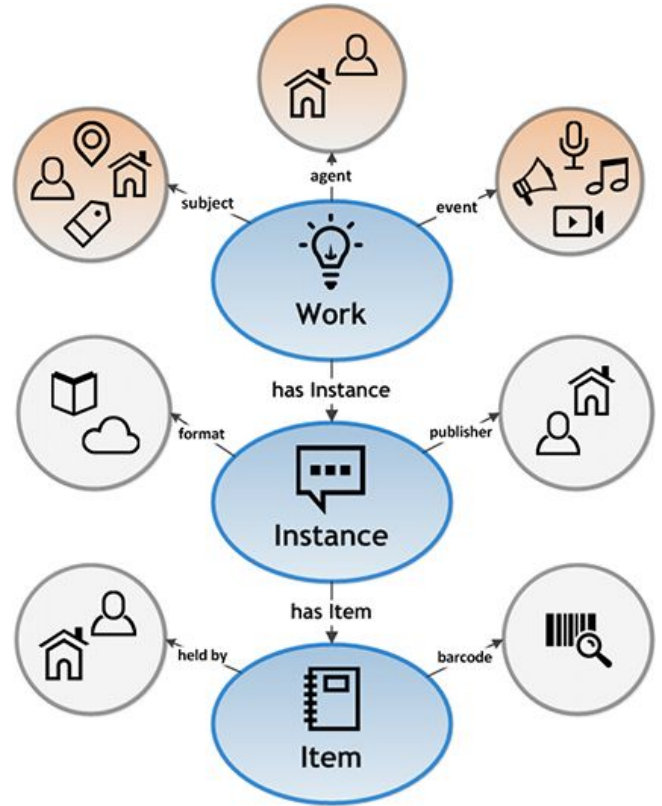 agent
subject
event
Work
has Instance
format
publisher
Instance
has Item
held by
barcode
Item